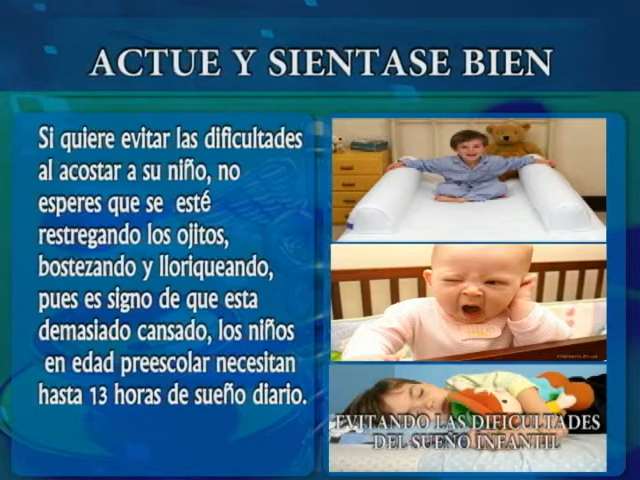 ACTUE Y SIENTASE BIEN
Si quiere evitar las dificultades
al acostar a su niño, no
esperes que se esté
restregando los ojitos,
bostezando y lloriqueando,
pues es signo de que esta
demasiado cansado, los niños
en edad preescolar necesitan
hasta 13 horas de sueño diario.
EVITANDO LAS DIFICULTADES
DEL SUEÑO INFANTIL